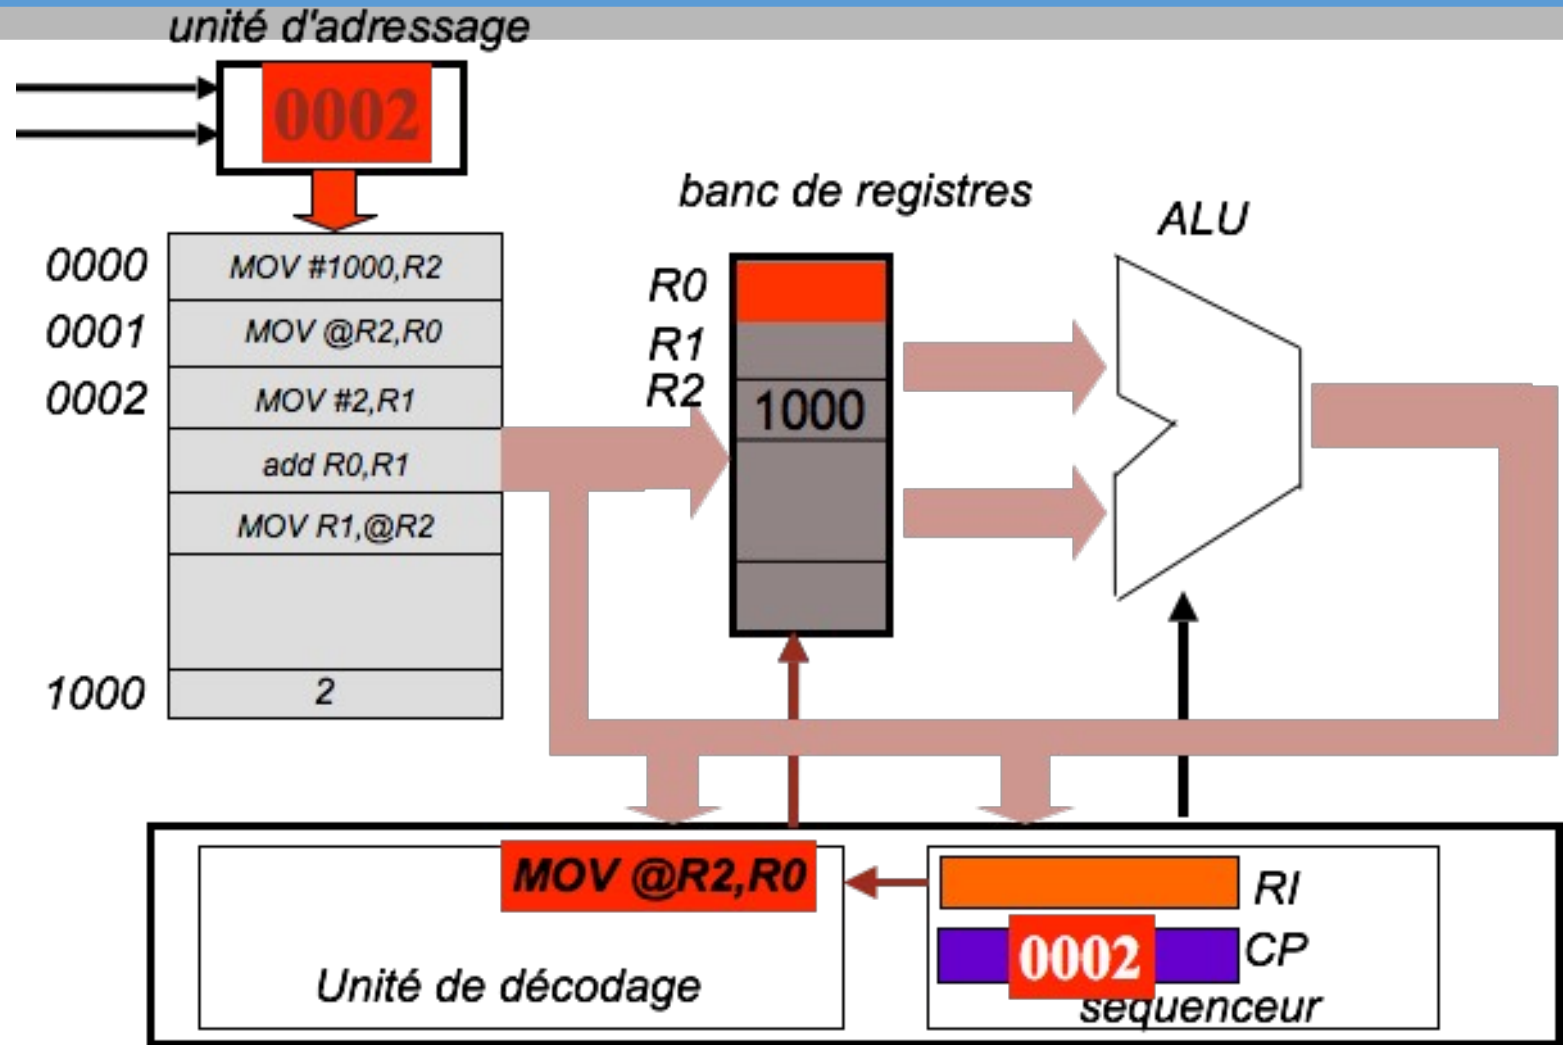 unité d'adressage
0002
banc de registres
ALU
0000 MOV #1000,R2
0001 MOV @R2,R0
0002 MOV #2,R1
add R0,R1
MOV R1,@R2
1000 2
R0
R1
R2 1000
MOV @R2,R0
RI
0002 CP
Unité de décodage
séquenceur